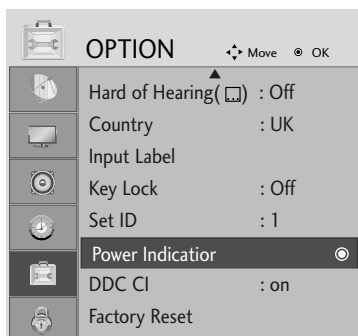 OPTION
Move OK
Hard of Hearing( ) : Off
Country : UK
Input Label
Key Lock : Off
Set ID : 1
Power Indicatior
DDC CI : on
Factory Reset